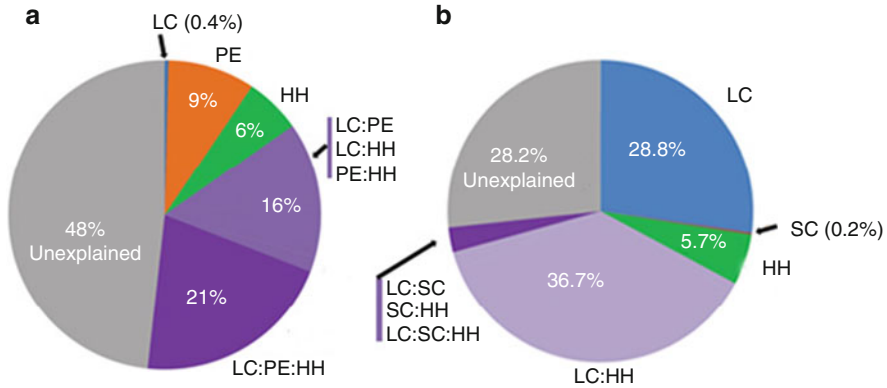 a
LC (0.4%)
PE
9%
HH
6%
LC:PE
LC:HH
PE:HH
16%
48%
Unexplained
21%
LC:PE:HH
b
LC
28.8%
28.2%
Unexplained
SC (0.2%)
5.7%
HH
36.7%
LC:SC
SC:HH
LC:SC:HH
LC:HH